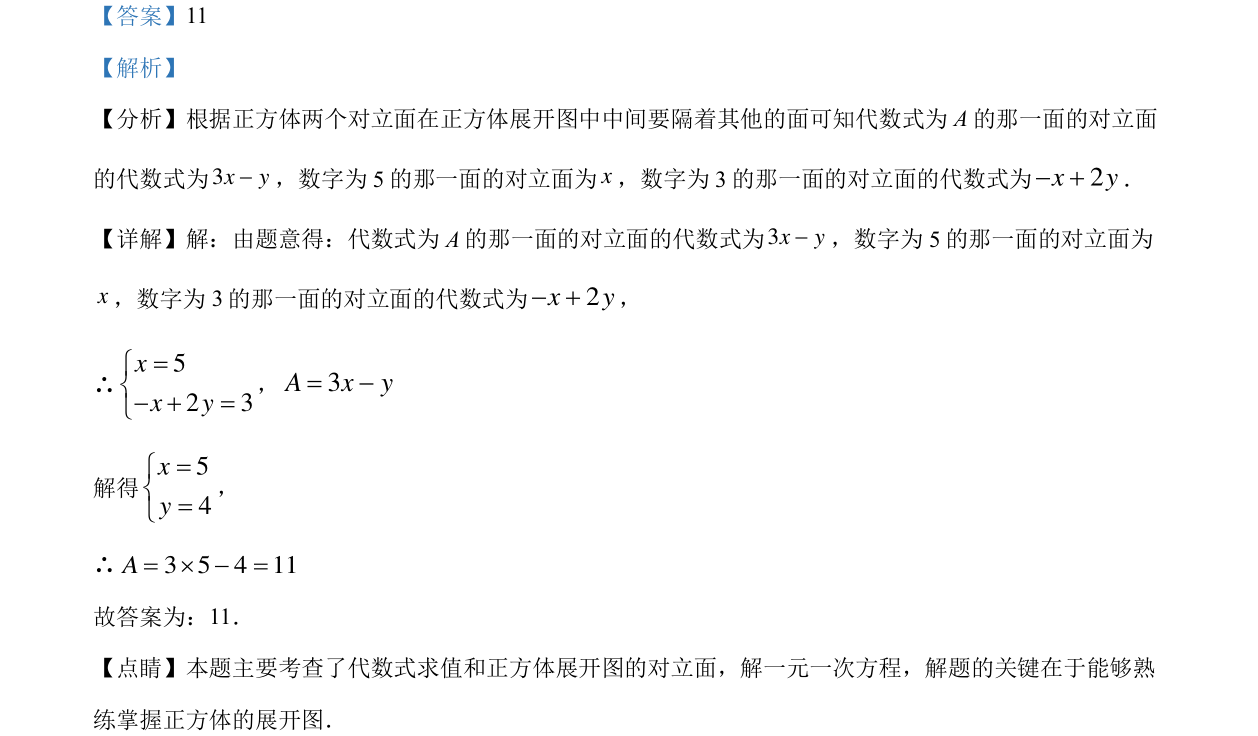 【答案】11
【解析】
【分析】根据正方体两个对立面在正方体展开图中中间要隔着其他的面可知代数式为 A 的那一面的对立面
的代数式为3x − y，数字为 5 的那一面的对立面为 x，数字为 3 的那一面的对立面的代数式为−x + 2y．
【详解】解：由题意得：代数式为 A 的那一面的对立面的代数式为3x − y，数字为 5 的那一面的对立面为
x，数字为 3 的那一面的对立面的代数式为−x + 2y，
∴{x = 5
−x + 2y = 3，A = 3x − y
解得{x = 5
y = 4，
∴ A = 3×5 − 4 = 11
故答案为：11．
【点睛】本题主要考查了代数式求值和正方体展开图的对立面，解一元一次方程，解题的关键在于能够熟
练掌握正方体的展开图．